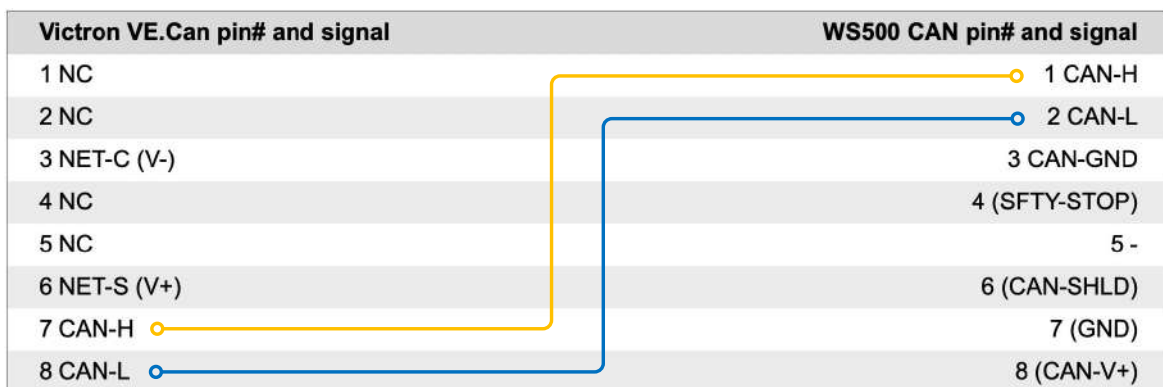 Victron VE.Can pin# and signal WS500 CAN pin# and signal
1 NC 1 CAN-H
2 NC 2 CAN-L
3 NET-C (V-) 3 CAN-GND
4 NC 4 (SFTY-STOP)
5 NC 5 -
6 NET-S (V+) 6 (CAN-SHLD)
7 CAN-H 7 (GND)
8 CAN-L 8 (CAN-V+)